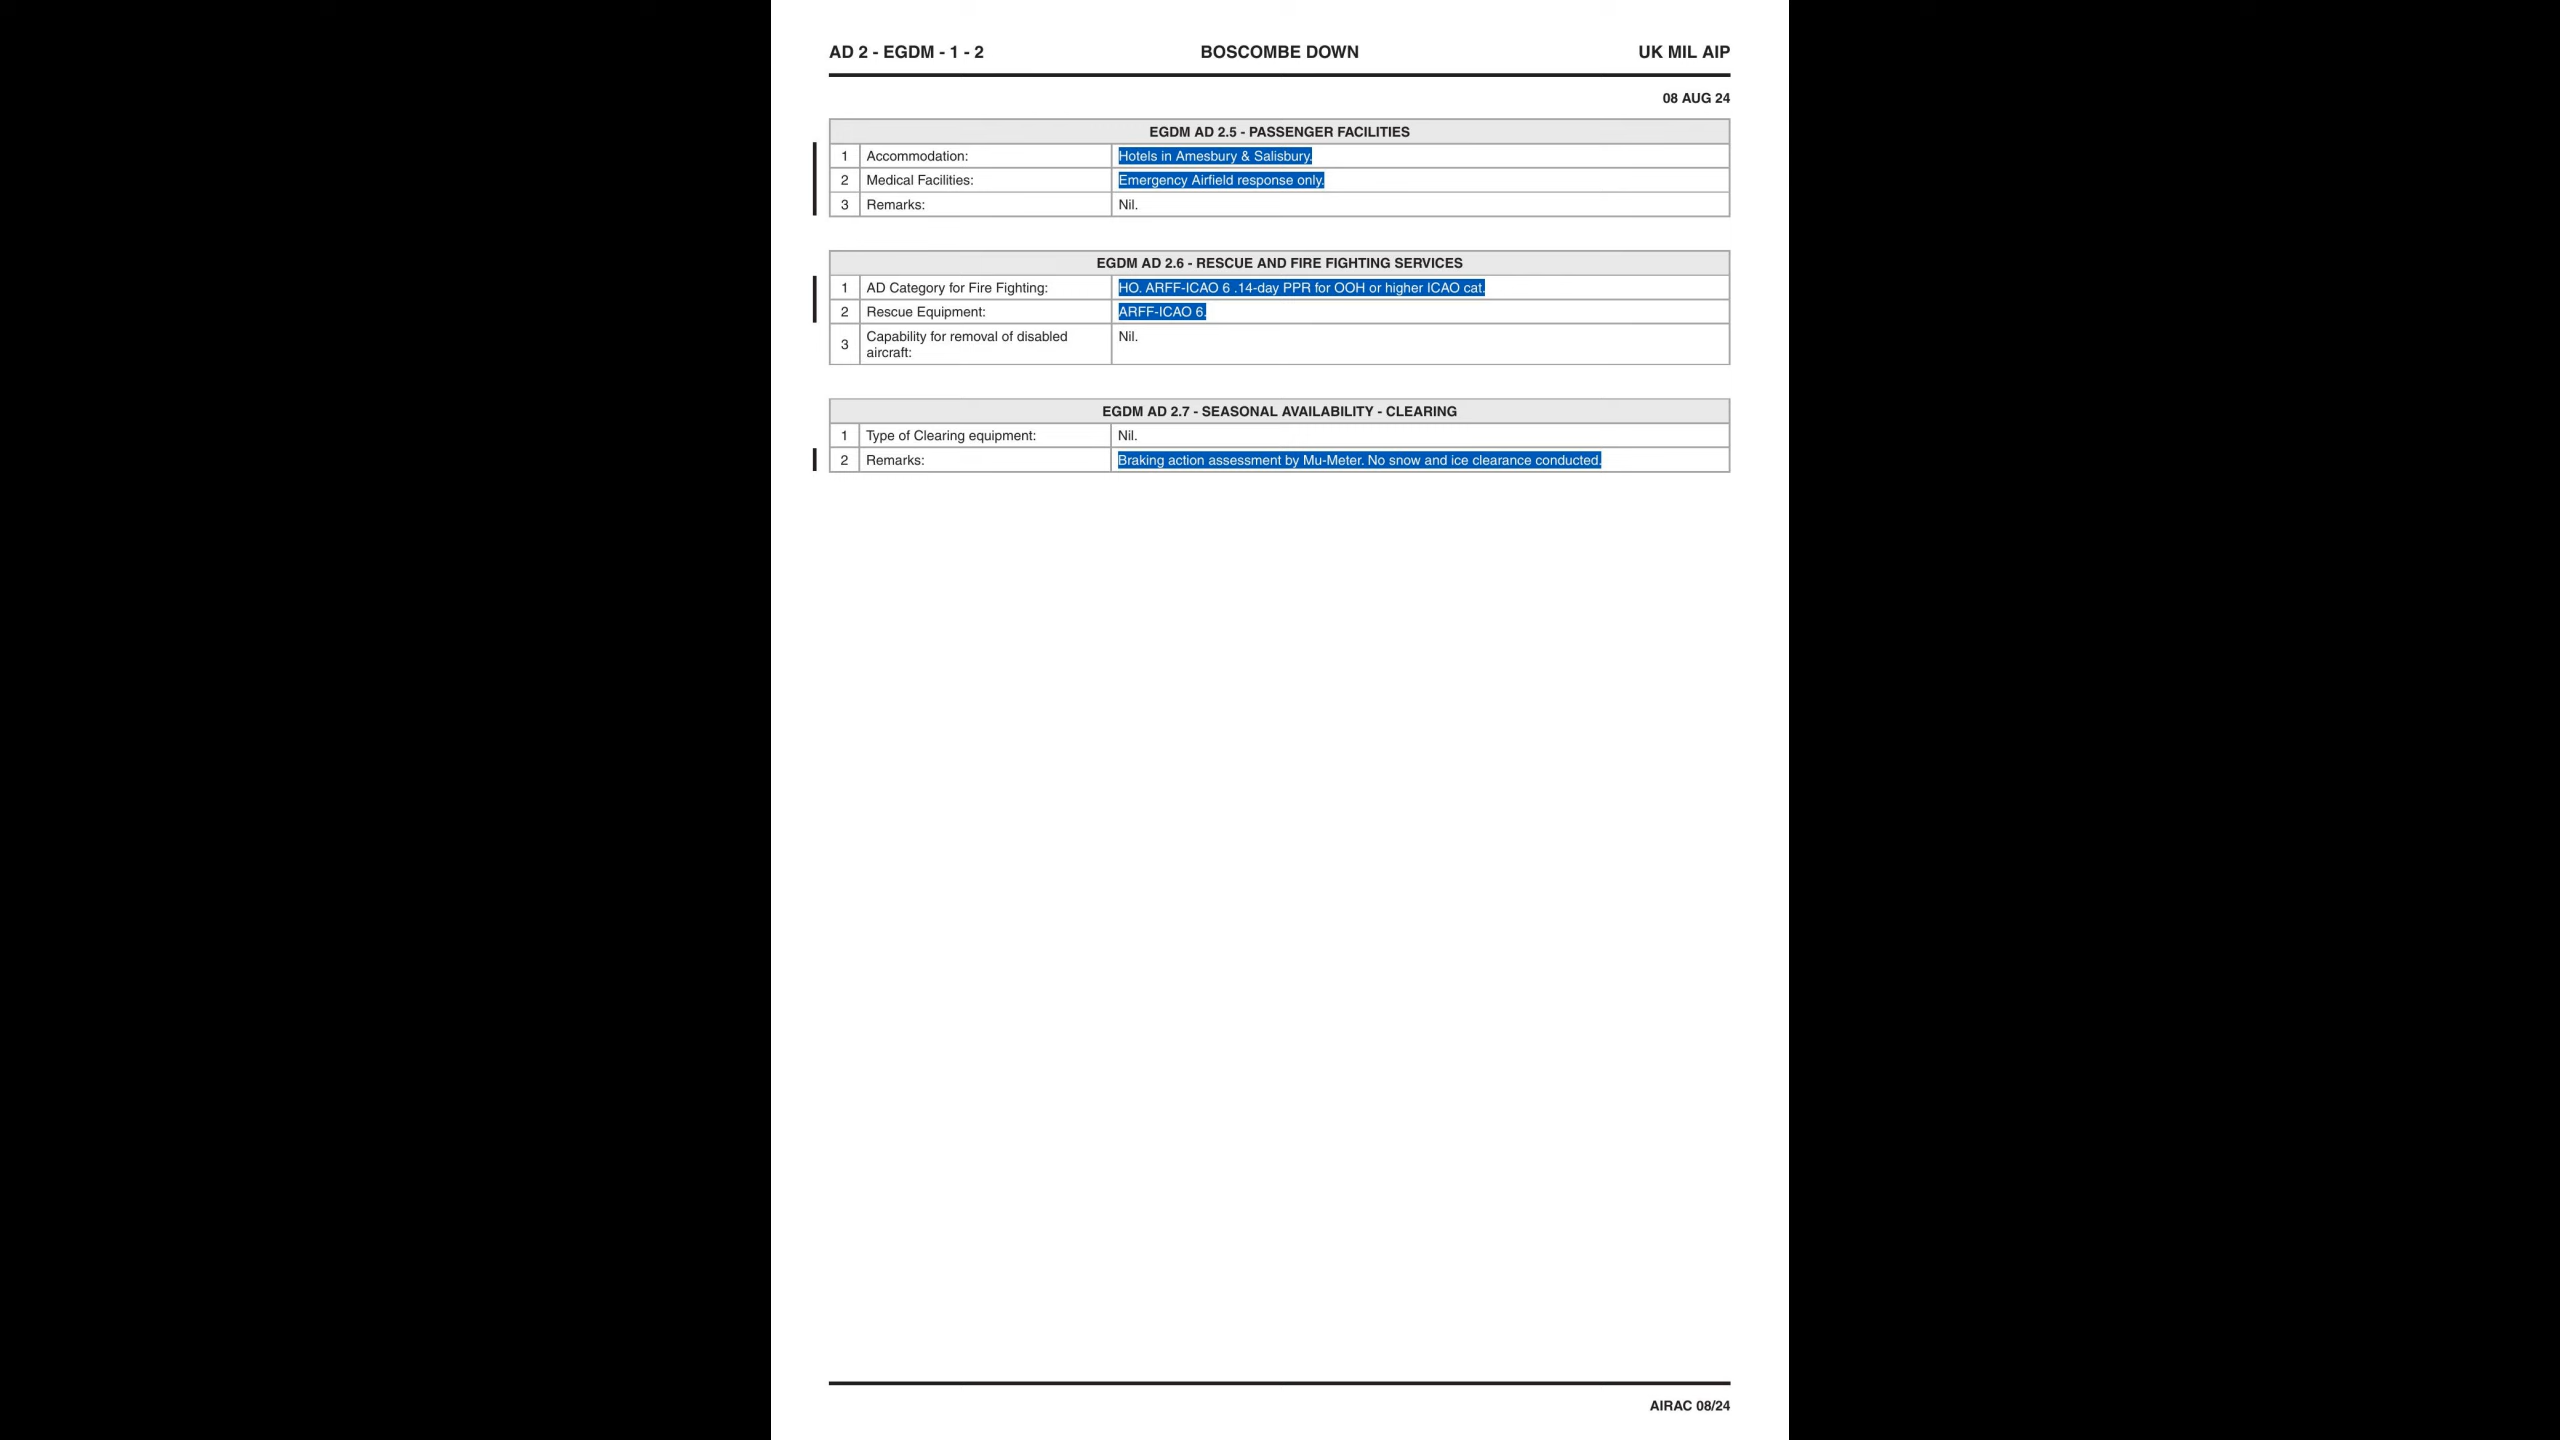 AD 2 - EGDM - 1 - 2 BOSCOMBE DOWN UK MIL AIP
08 AUG 24
EGDM AD 2.5 - PASSENGER FACILITIES
1 Accommodation: Hotels in Amesbury & Salisbury.
2 Medical Facilities: Emergency Airfield response only.
3 Remarks: Nil.
EGDM AD 2.6 - RESCUE AND FIRE FIGHTING SERVICES
1 AD Category for Fire Fighting: HO. ARFF-ICAO 6 .14-day PPR for OOH or higher ICAO cat.
2 Rescue Equipment: ARFF-ICAO 6.
3 Capability for removal of disabled
aircraft: Nil.
EGDM AD 2.7 - SEASONAL AVAILABILITY - CLEARING
1 Type of Clearing equipment: Nil.
2 Remarks: Braking action assessment by Mu-Meter. No snow and ice clearance conducted.
AIRAC 08/24